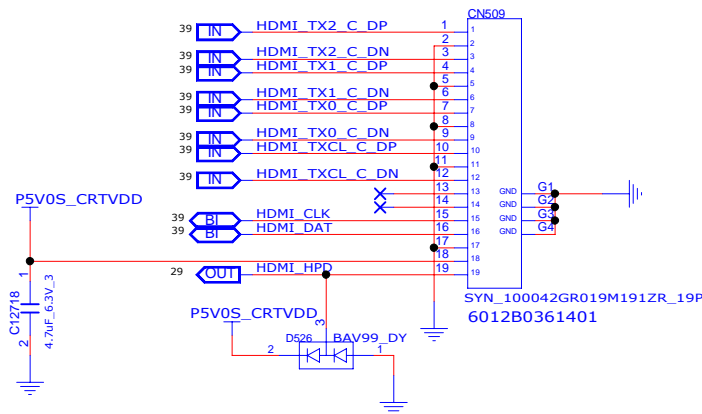 CN509
39 IN HDMI_TX2_C_DP 1 1
2 2
39 IN HDMI_TX2_C_DN 3 3
39 IN HDMI_TX1_C_DP 4 4
5 5
39 IN HDMI_TX1_C_DN 6 6
39 IN HDMI_TX0_C_DP 7 7
8 8
39 IN HDMI_TX0_C_DN 9 9
39 IN HDMI_TXCL_C_DP 10 10
11 11
39 IN HDMI_TXCL_C_DN 12 12
13 13 GND G1
P5V0S_CRTVDD
14 14 GND G2
39 BI HDMI_CLK 15 15 GND G3
39 BI HDMI_DAT 16 16 GND G4
17 17
18 18
29 OUT HDMI_HPD 19 19
1
C12718
4.7uF_6.3V_3
2
SYN_100042GR019M191ZR_19P
6012B0361401
P5V0S_CRTVDD
3
D526 BAV99_DY
2 1